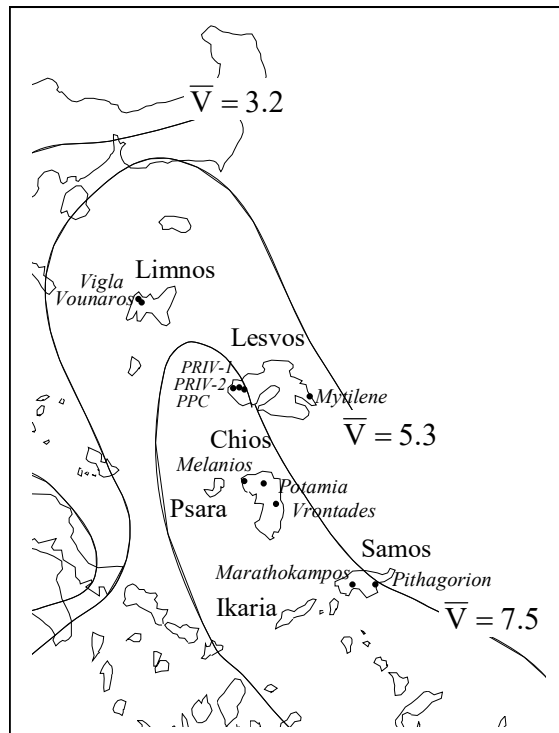 V̅ = 3.2
Limnos
Vigla
Vounaros
Lesvos
PRIV-1
PRIV-2
PPC
Mytilene
V̅ = 5.3
Chios
Melanios
Potamia
Psara
Vrontades
Samos
Marathokampos
Pithagorion
Ikaria
V̅ = 7.5